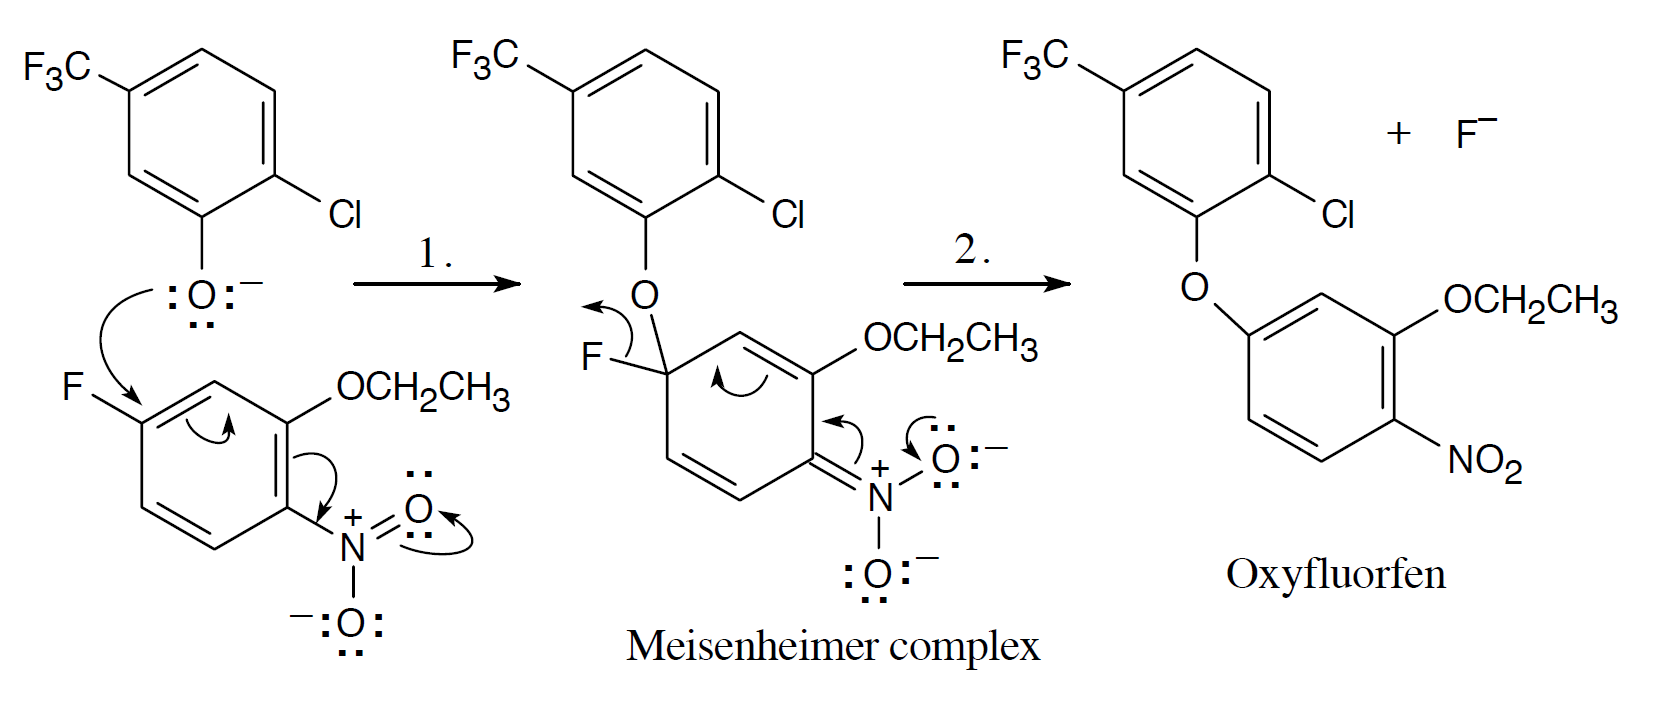 F₃C
Cl
:O:⁻
F
OCH₂CH₃
N⁺
O
⁻:O:
1.
F₃C
Cl
O
F
OCH₂CH₃
N⁺
O:⁻
:O:⁻
Meisenheimer complex
2.
F₃C
Cl
O
OCH₂CH₃
NO₂
+ F⁻
Oxyfluorfen